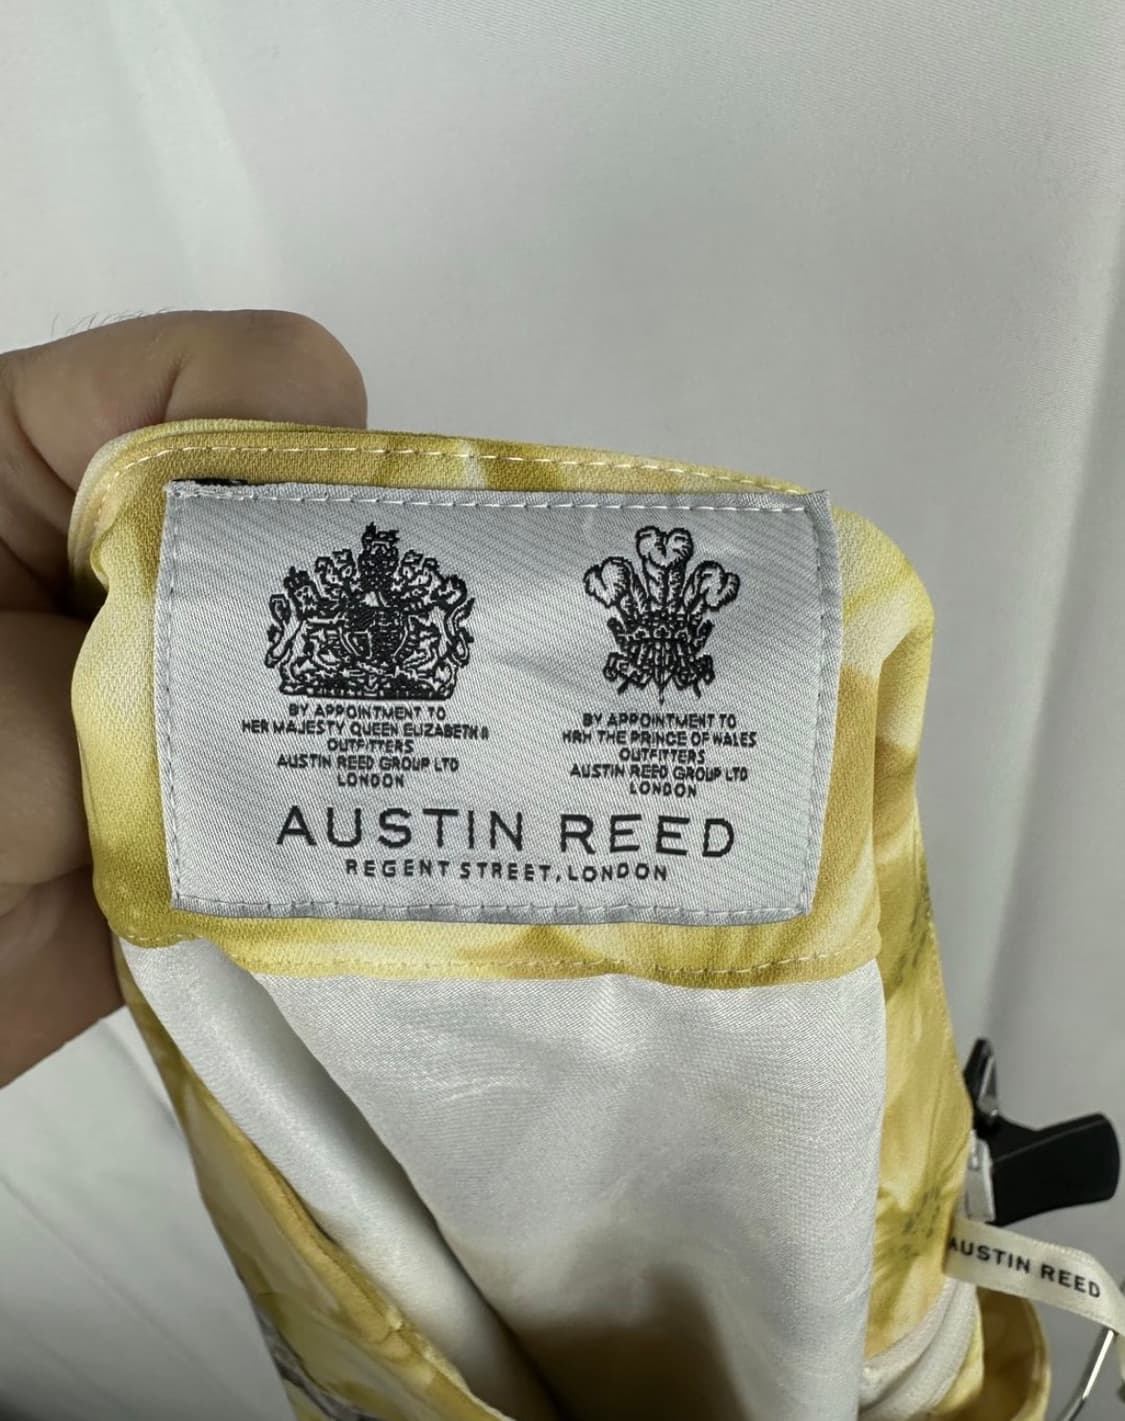 BY APPOINTMENT TO
HER MAJESTY QUEEN ELIZABETH II
OUTFITTERS
AUSTIN REED GROUP LTD
LONDON
BY APPOINTMENT TO
HRH THE PRINCE OF WALES
OUTFITTERS
AUSTIN REED GROUP LTD
LONDON
AUSTIN REED
REGENT STREET, LONDON
AUSTIN REED